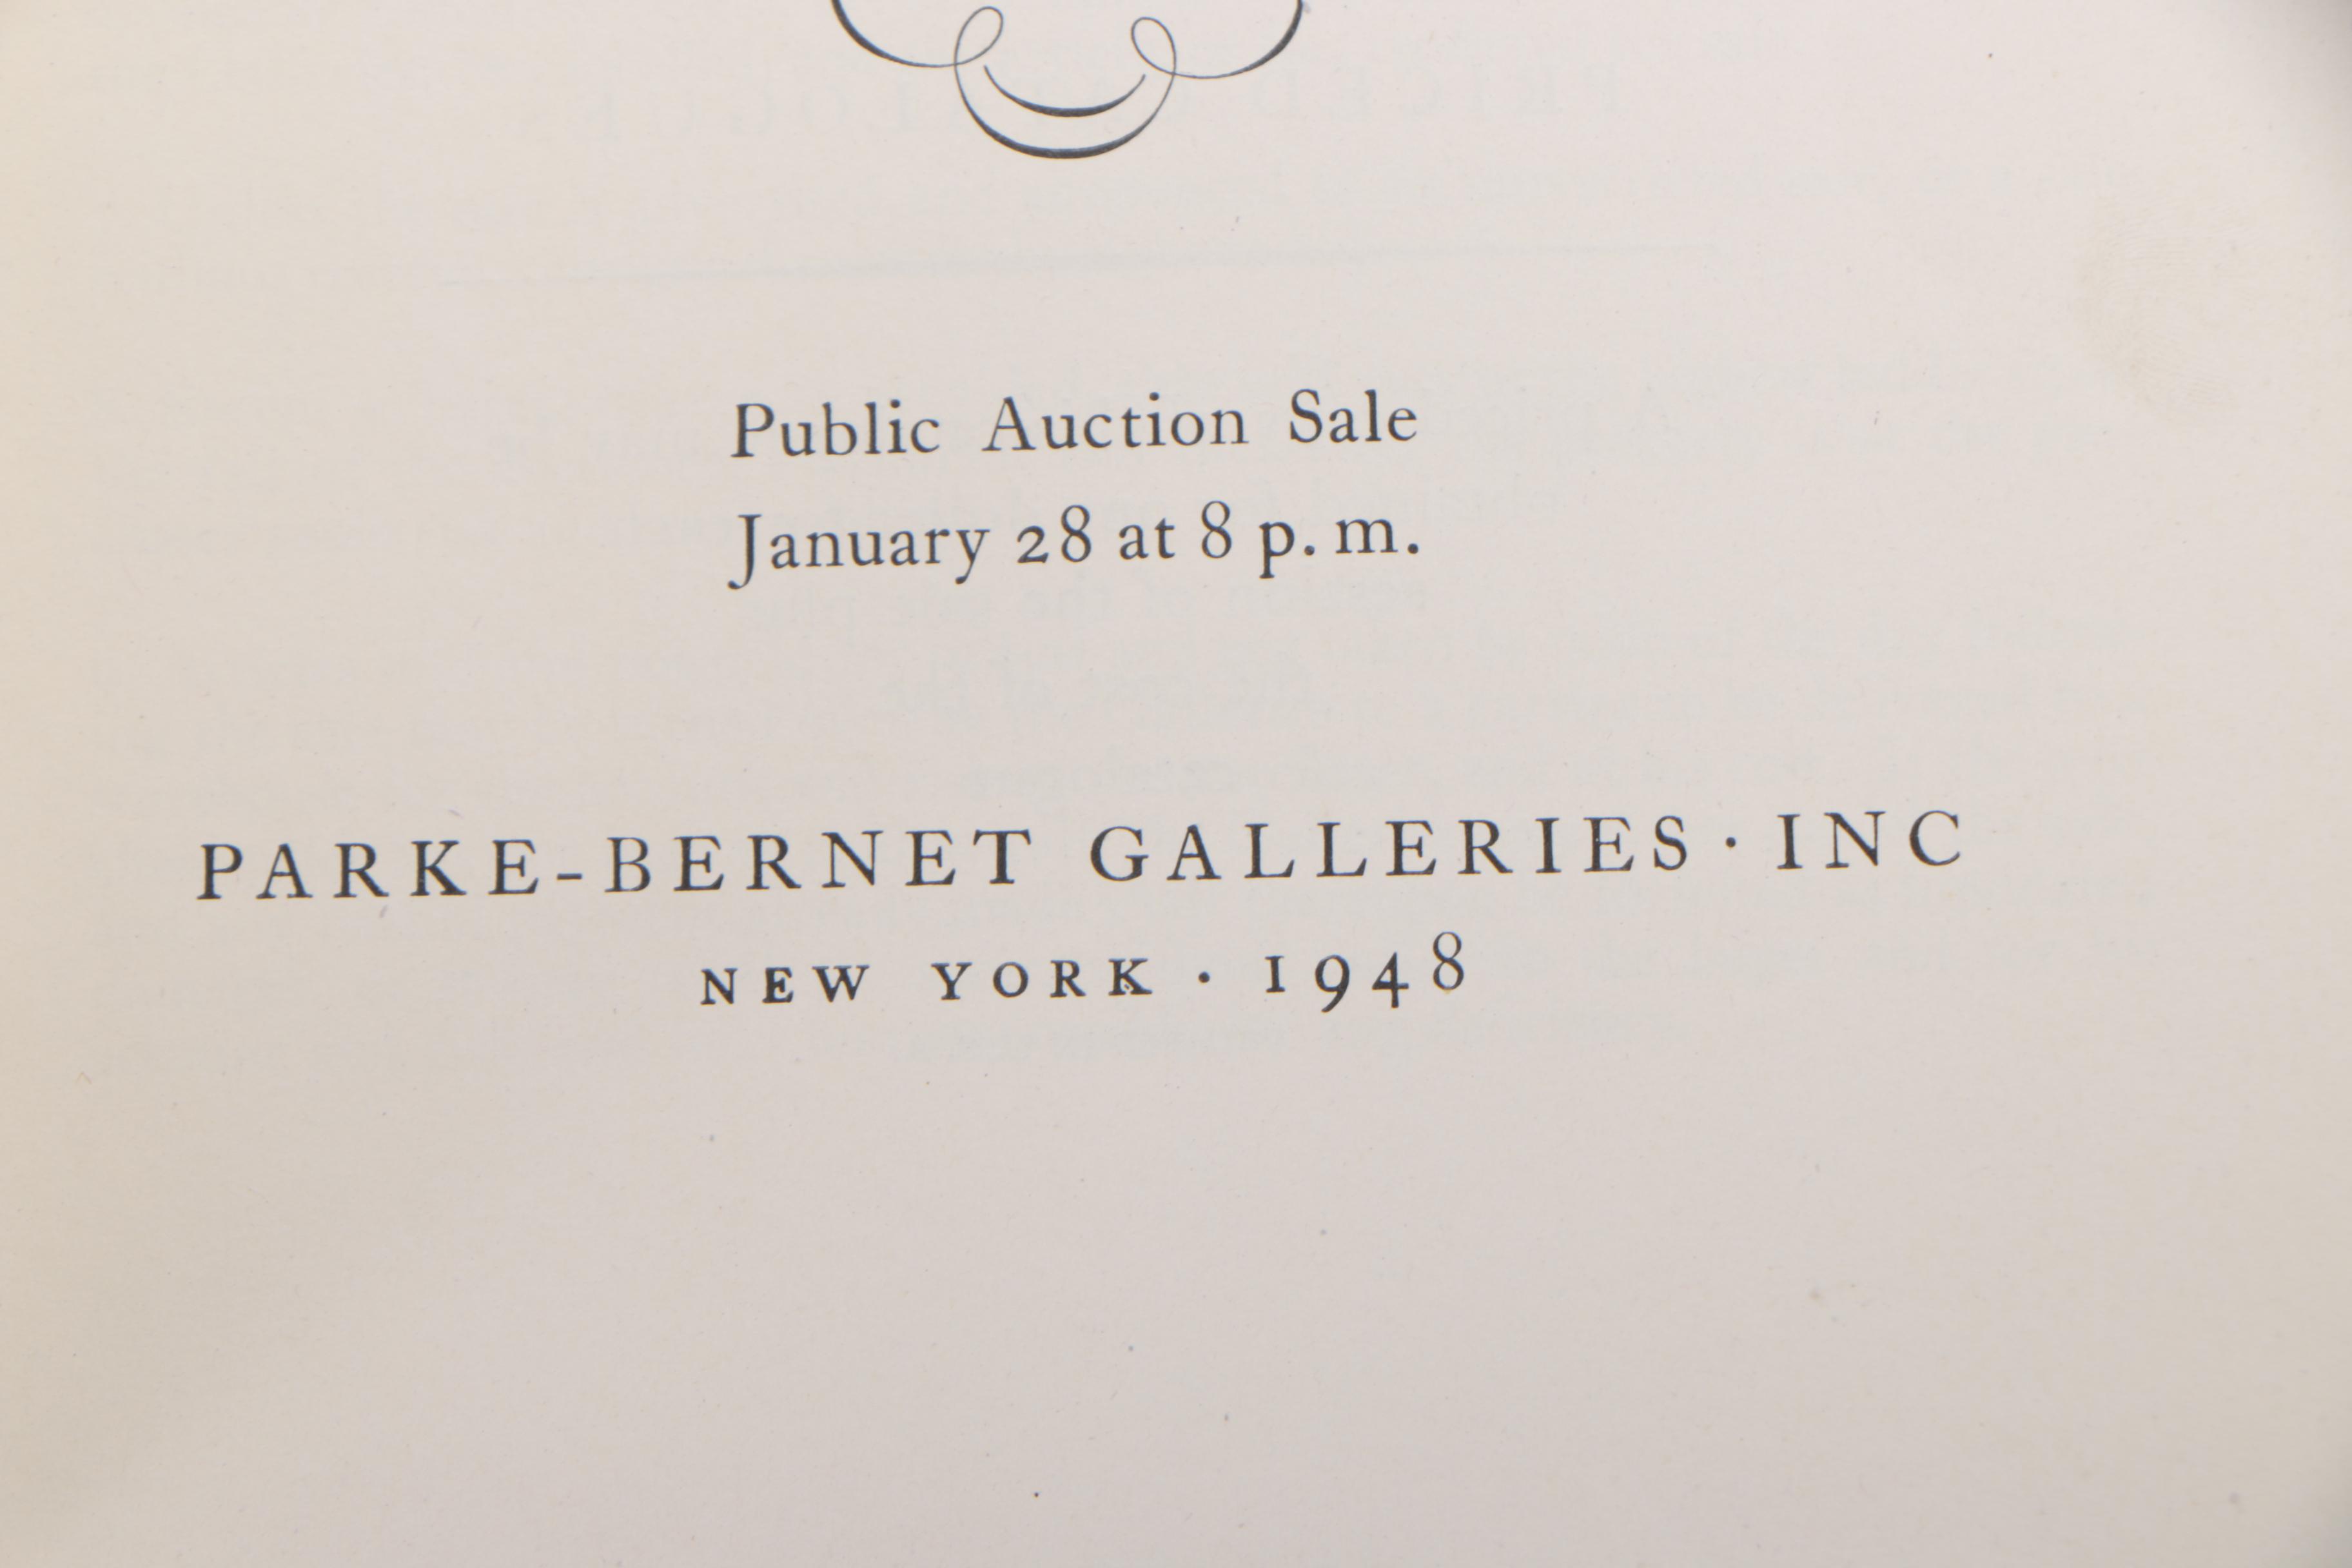 Public Auction Sale
January 28 at 8 p. m.
PARKE-BERNET GALLERIES · INC
NEW YORK · 1948